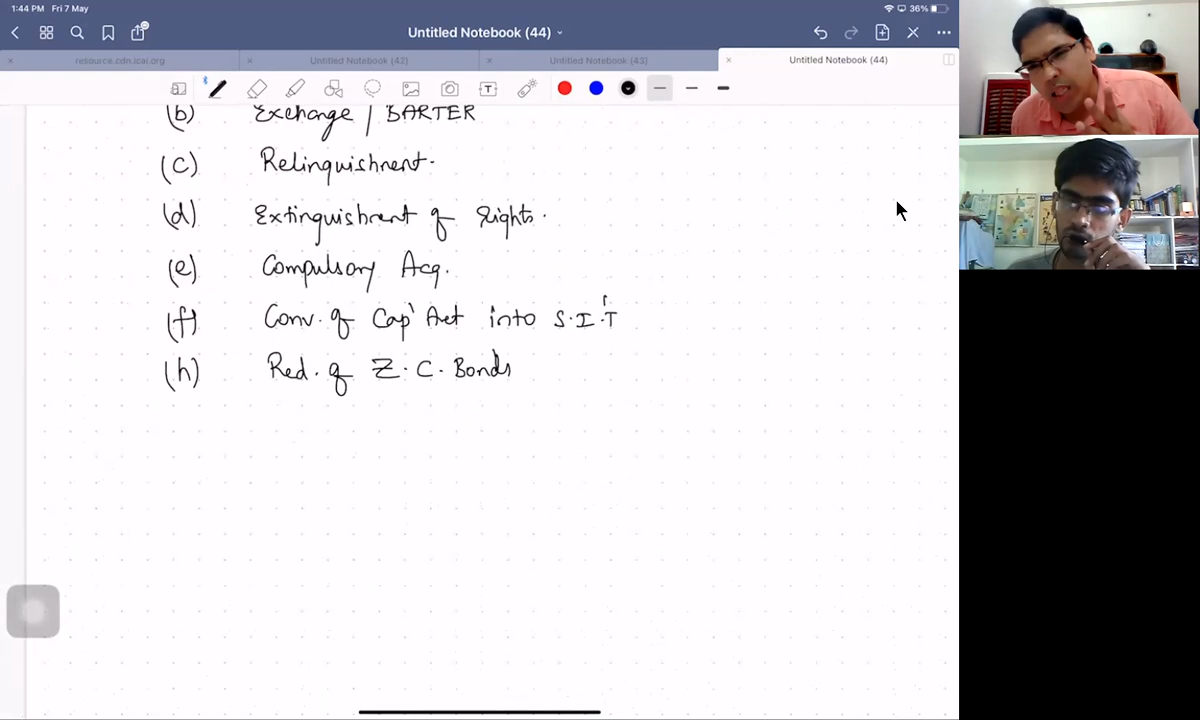 1:44 PM Fri 7 May
36%
Untitled Notebook (44)
resource.cdn.icai.org
Untitled Notebook (42)
Untitled Notebook (43)
Untitled Notebook (44)
(b) Exchange / BARTER
(c) Relinquishment.
(d) Extinguishment of Rights.
(e) Compulsory Acq.
(f) Conv. of Cap' Aet into S.I.T
(h) Red. of Z.C. Bonds